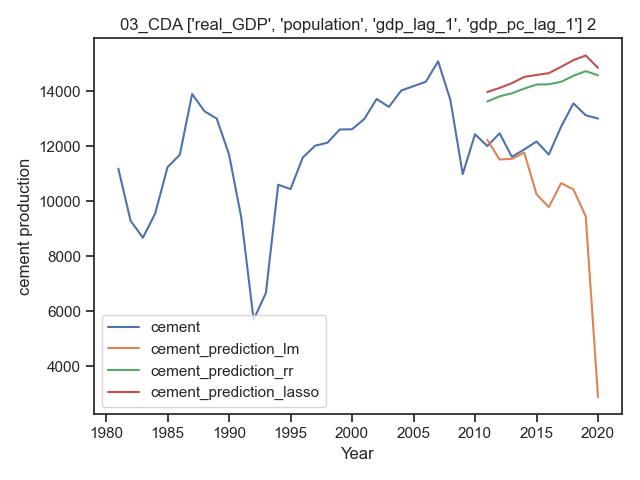 03_CDA ['real_GDP', 'population', 'gdp_lag_1', 'gdp_pc_lag_1'] 2
cement production
14000
12000
10000
8000
6000
4000
cement
cement_prediction_lm
cement_prediction_rr
cement_prediction_lasso
1980 1985 1990 1995 2000 2005 2010 2015 2020
Year